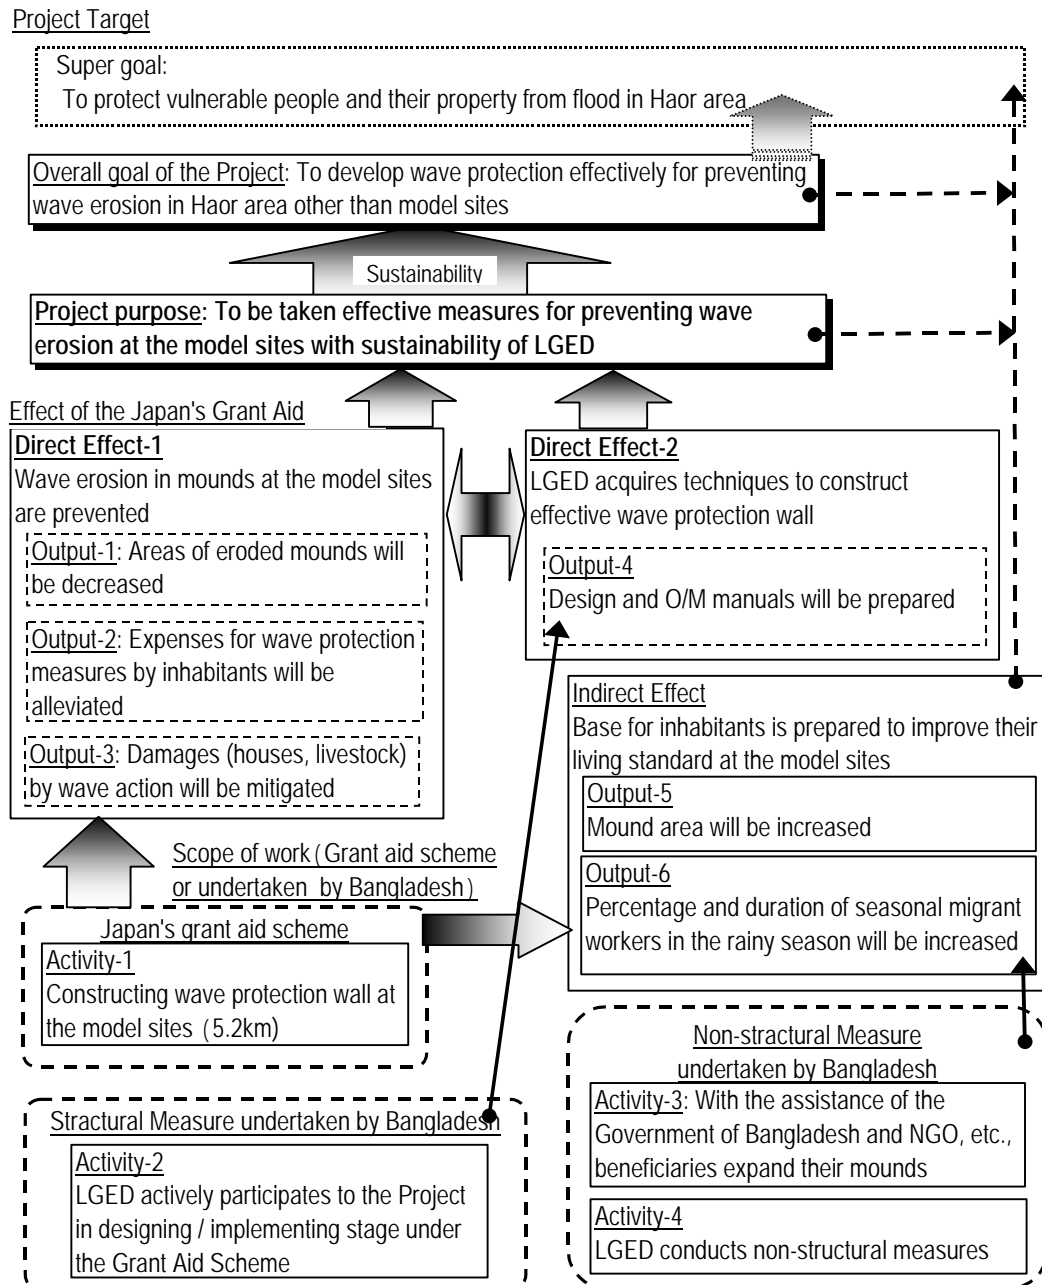 Project Target
Super goal:
To protect vulnerable people and their property from flood in Haor area
Overall goal of the Project: To develop wave protection effectively for preventing
wave erosion in Haor area other than model sites
Sustainability
Project purpose: To be taken effective measures for preventing wave
erosion at the model sites with sustainability of LGED
Effect of the Japan's Grant Aid
Direct Effect-1
Wave erosion in mounds at the model sites
are prevented
Output-1: Areas of eroded mounds will
be decreased
Output-2: Expenses for wave protection
measures by inhabitants will be
alleviated
Output-3: Damages (houses, livestock)
by wave action will be mitigated
Direct Effect-2
LGED acquires techniques to construct
effective wave protection wall
Output-4
Design and O/M manuals will be prepared
Indirect Effect
Base for inhabitants is prepared to improve their
living standard at the model sites
Output-5
Mound area will be increased
Output-6
Percentage and duration of seasonal migrant
workers in the rainy season will be increased
Scope of work (Grant aid scheme
or undertaken by Bangladesh)
Japan's grant aid scheme
Activity-1
Constructing wave protection wall at
the model sites (5.2km)
Stractural Measure undertaken by Bangladesh
Activity-2
LGED actively participates to the Project
in designing / implementing stage under
the Grant Aid Scheme
Non-stractural Measure
undertaken by Bangladesh
Activity-3: With the assistance of the
Government of Bangladesh and NGO, etc.,
beneficiaries expand their mounds
Activity-4
LGED conducts non-structural measures